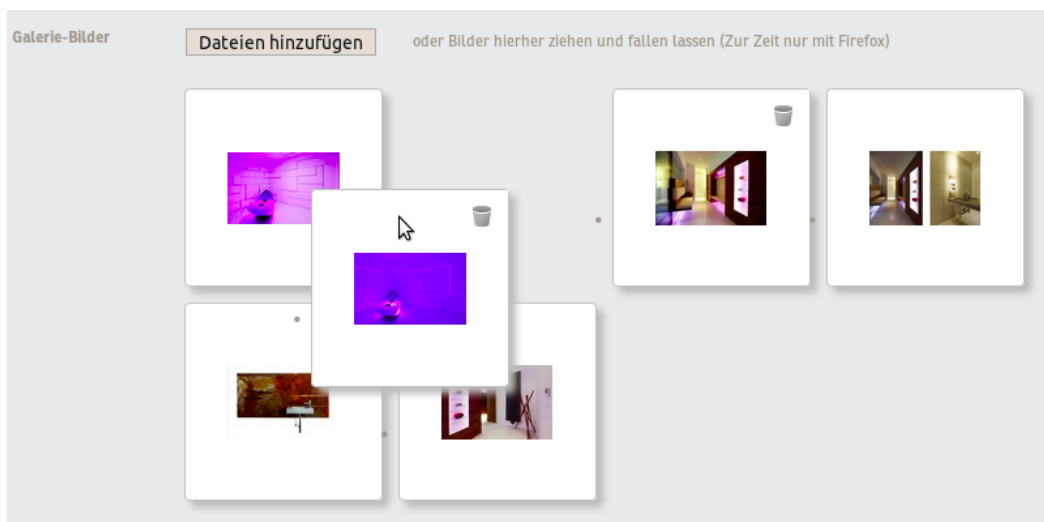 Galerie-Bilder
Dateien hinzufügen
oder Bilder hierher ziehen und fallen lassen (Zur Zeit nur mit Firefox)